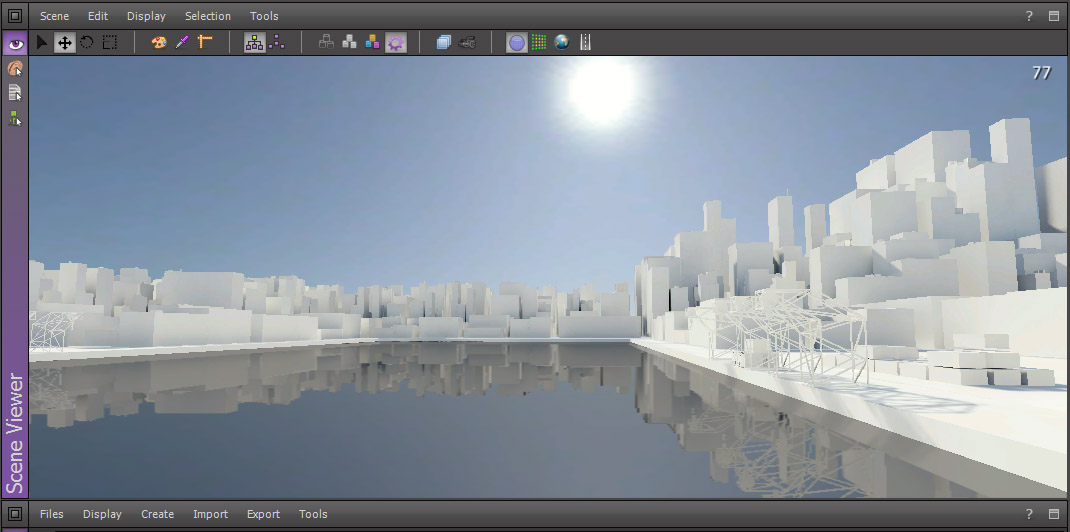 Scene Edit Display Selection Tools ?
77
Scene Viewer
Files Display Create Import Export Tools ?